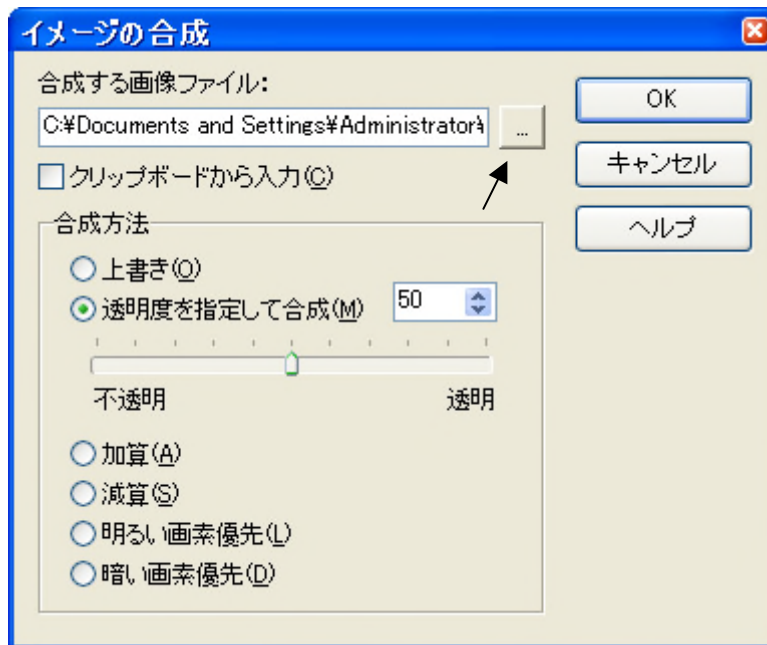 イメージの合成
合成する画像ファイル:
C:¥Documents and Settings¥Administrator¥
...
クリップボードから入力(C)
合成方法
上書き(O)
透明度を指定して合成(M)
50
不透明
透明
加算(A)
減算(S)
明るい画素優先(L)
暗い画素優先(D)
OK
キャンセル
ヘルプ